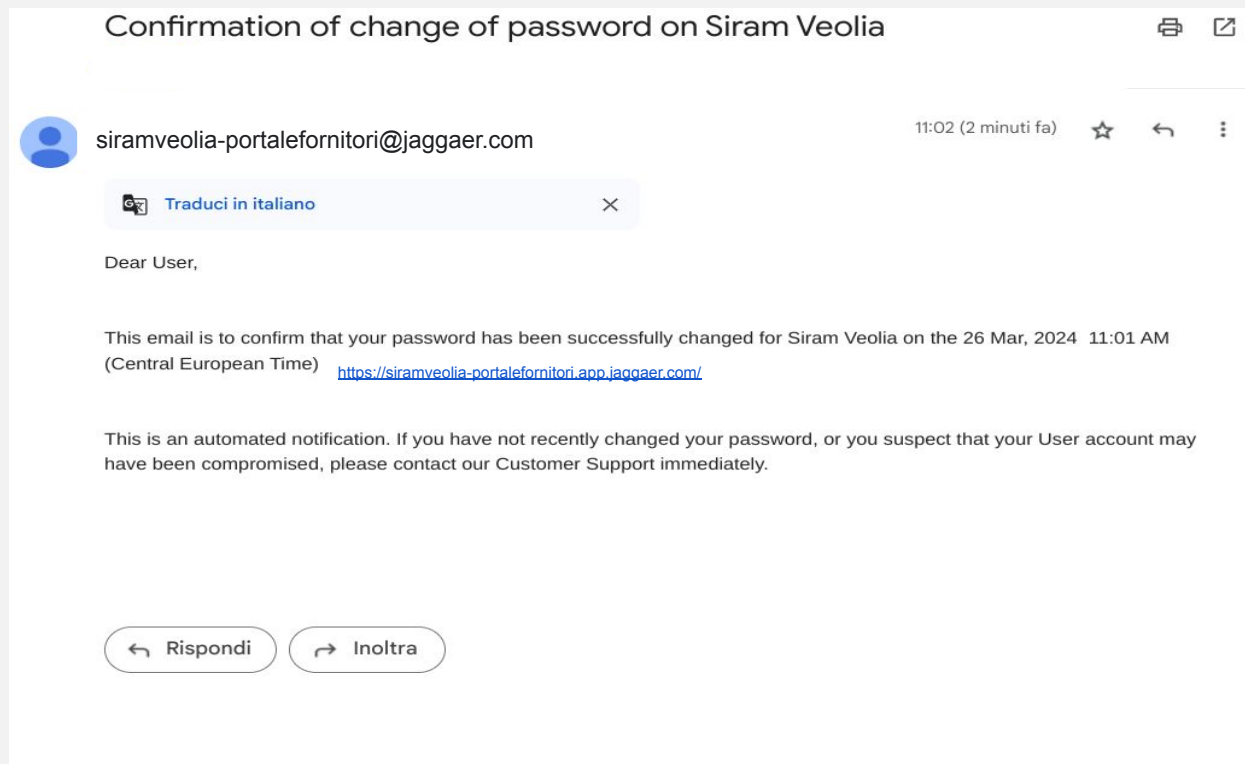 Confirmation of change of password on Siram Veolia
siramveolia-portalefornitori@jaggaer.com
11:02 (2 minuti fa)
Traduci in italiano
Dear User,
This email is to confirm that your password has been successfully changed for Siram Veolia on the 26 Mar, 2024 11:01 AM
(Central European Time) https://siramveolia-portalefornitori.app.jaggaer.com/
This is an automated notification. If you have not recently changed your password, or you suspect that your User account may
have been compromised, please contact our Customer Support immediately.
Rispondi
Inoltra